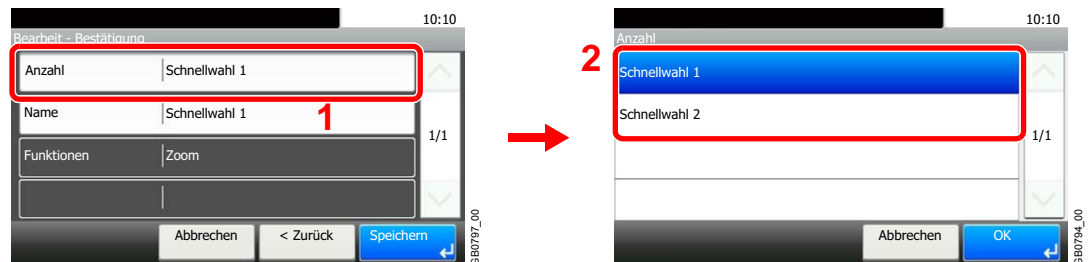 10:10
Bearbeit - Bestätigung
Anzahl Schnellwahl 1
1
Name Schnellwahl 1
1/1
Funktionen Zoom
Abbrechen < Zurück Speichern
GB0797_00
10:10
Anzahl
2
Schnellwahl 1
Schnellwahl 2
1/1
Abbrechen OK
GB0794_00